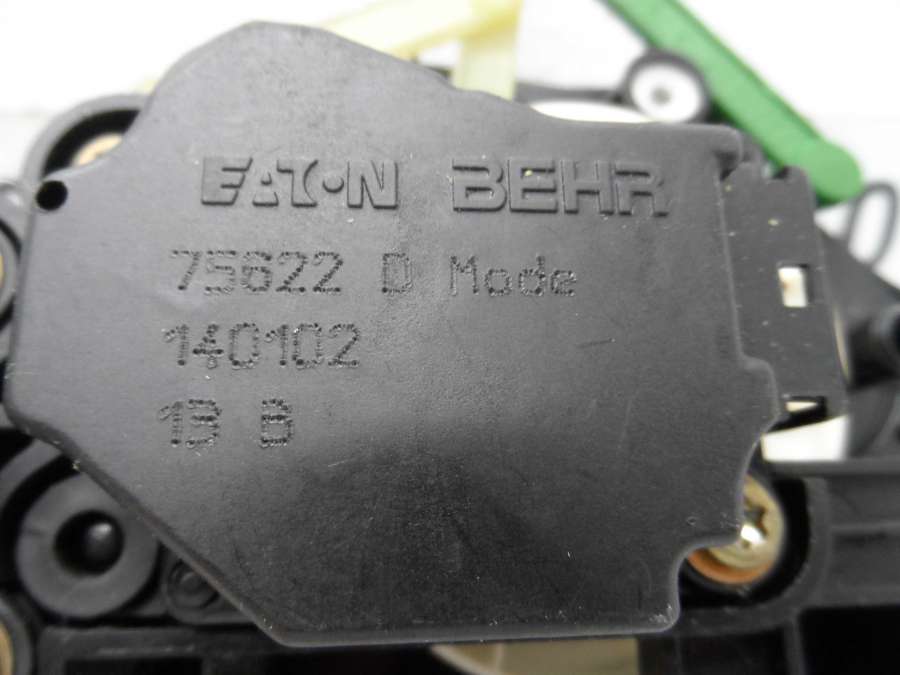 EATON BEHR
75622 D Mode
140102
13 B